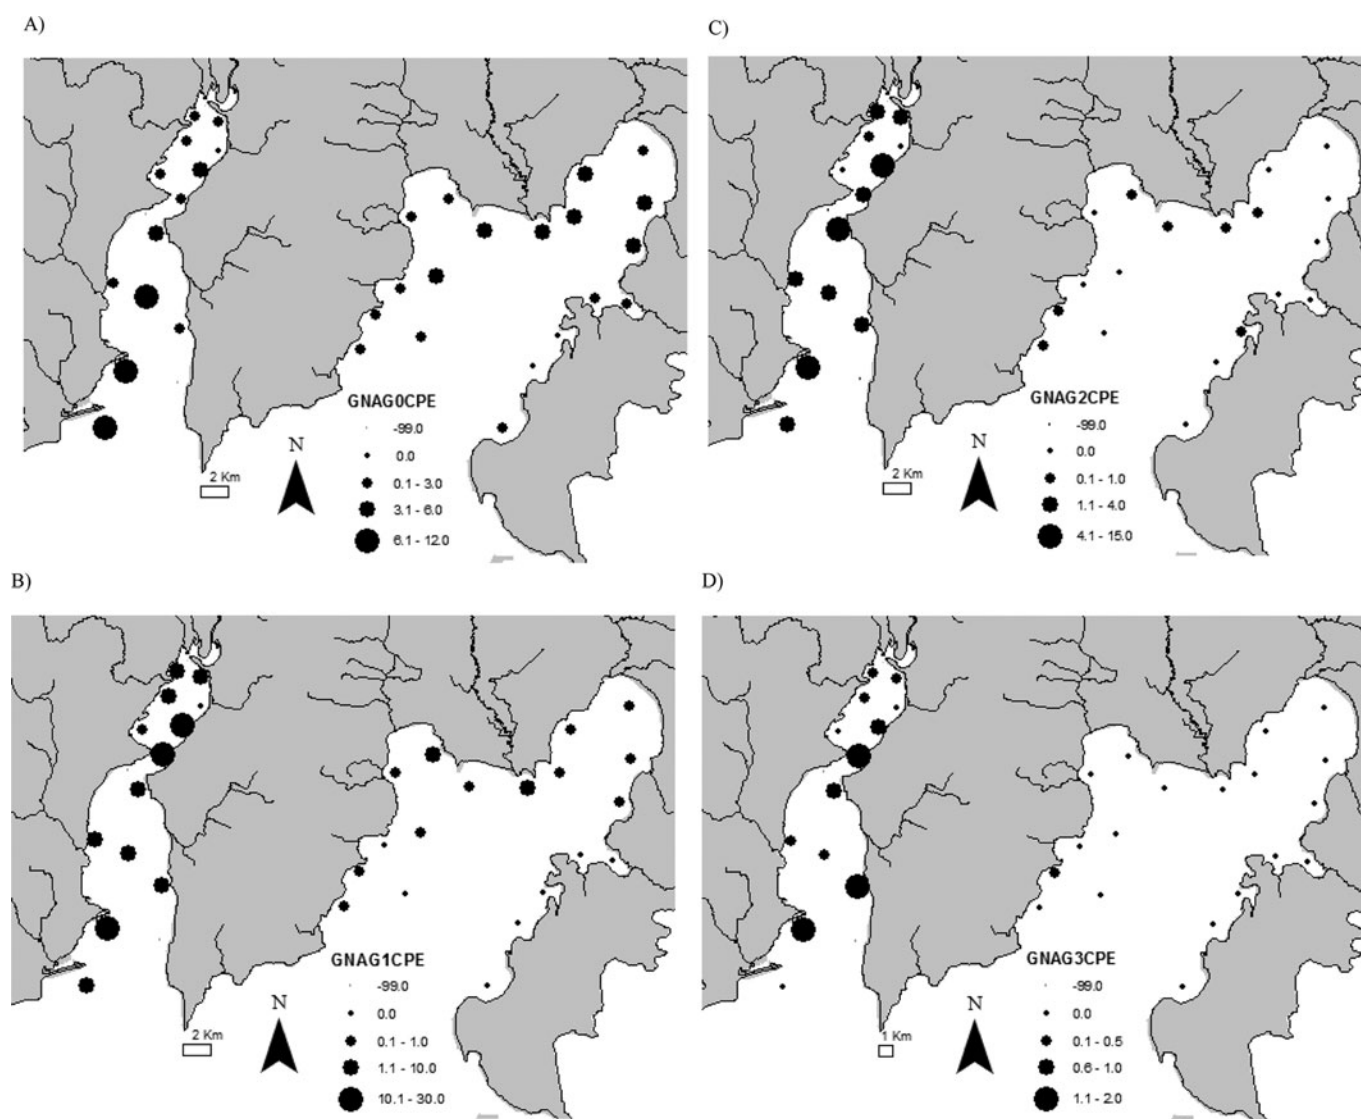 A)
GNAG0CPE
-99.0
0.0
0.1 - 3.0
3.1 - 6.0
6.1 - 12.0
N
2 Km
C)
GNAG2CPE
-99.0
0.0
0.1 - 1.0
1.1 - 4.0
4.1 - 15.0
N
2 Km
B)
GNAG1CPE
-99.0
0.0
0.1 - 1.0
1.1 - 10.0
10.1 - 30.0
N
2 Km
D)
GNAG3CPE
-99.0
0.0
0.1 - 0.5
0.6 - 1.0
1.1 - 2.0
N
1 Km